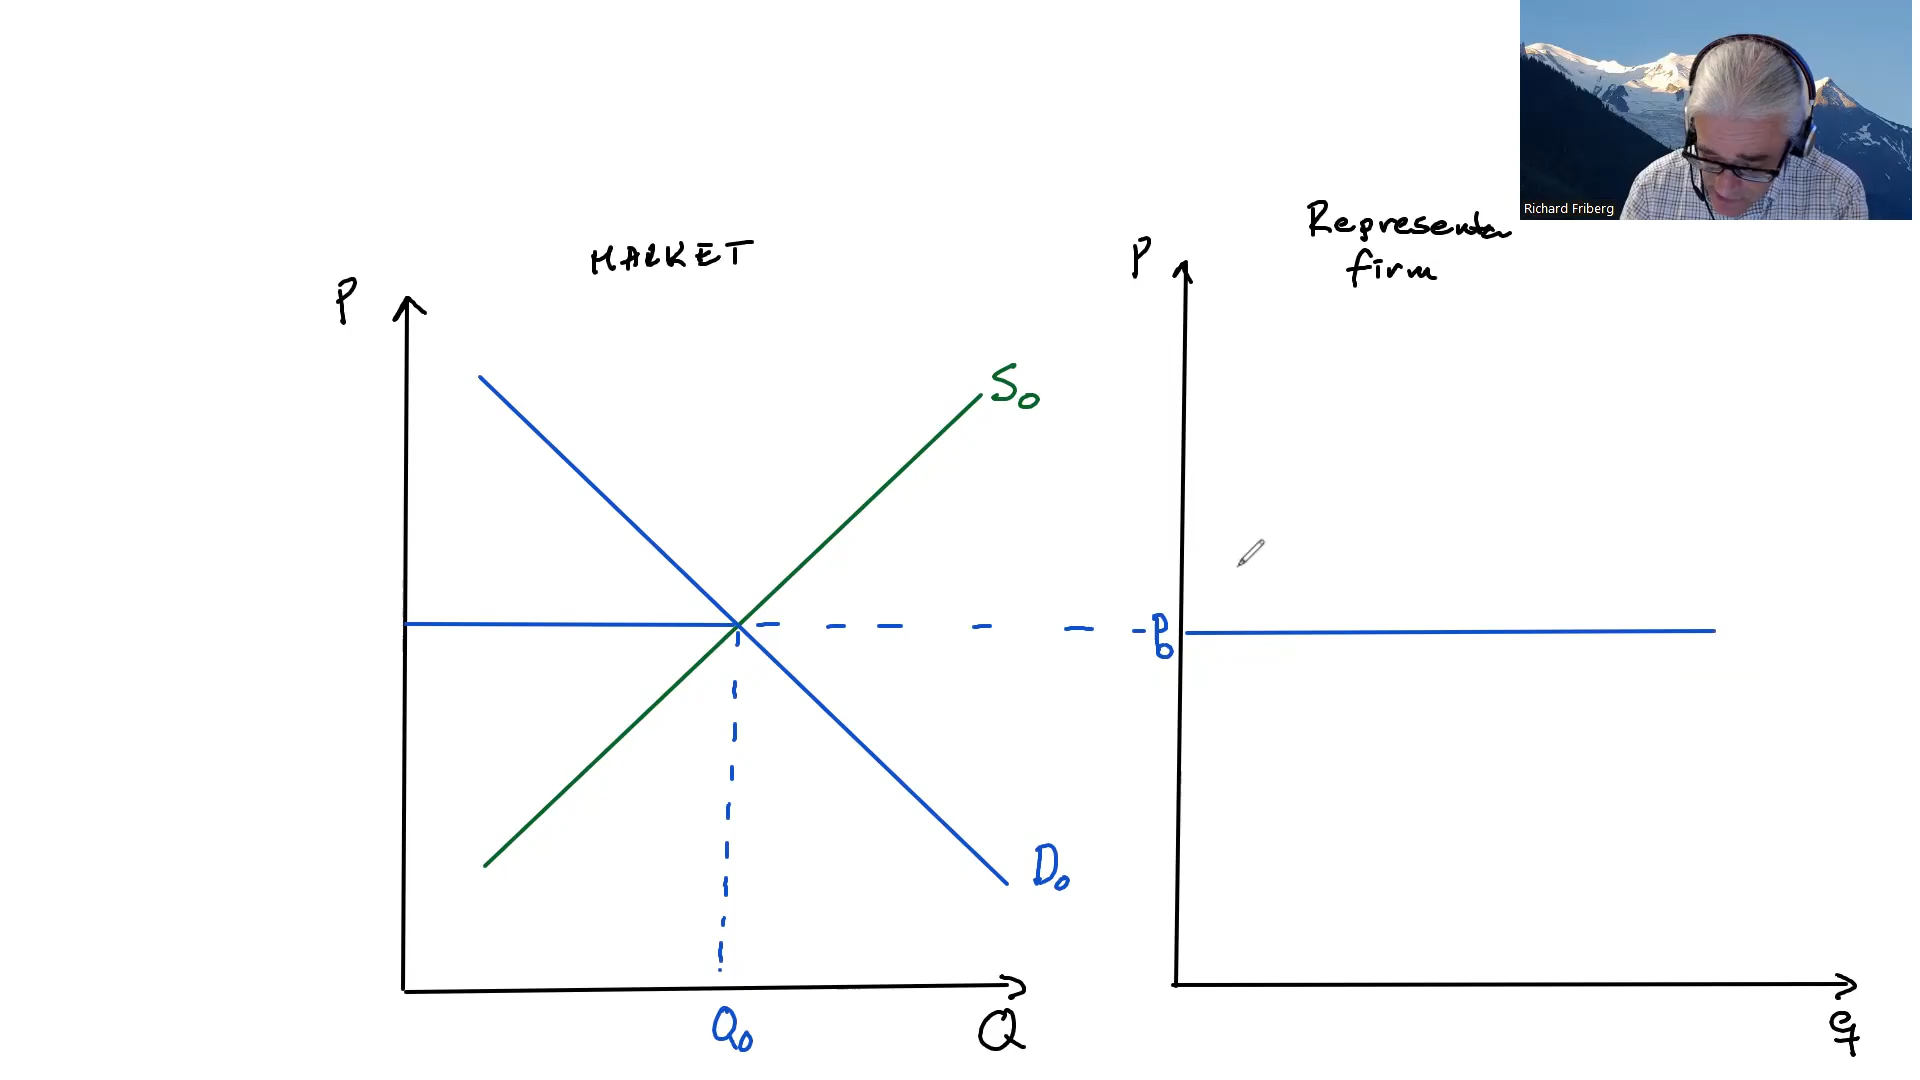 Richard Friberg
MARKET
Representa
firm
P
P
S₀
P₀
D₀
Q₀
Q
q